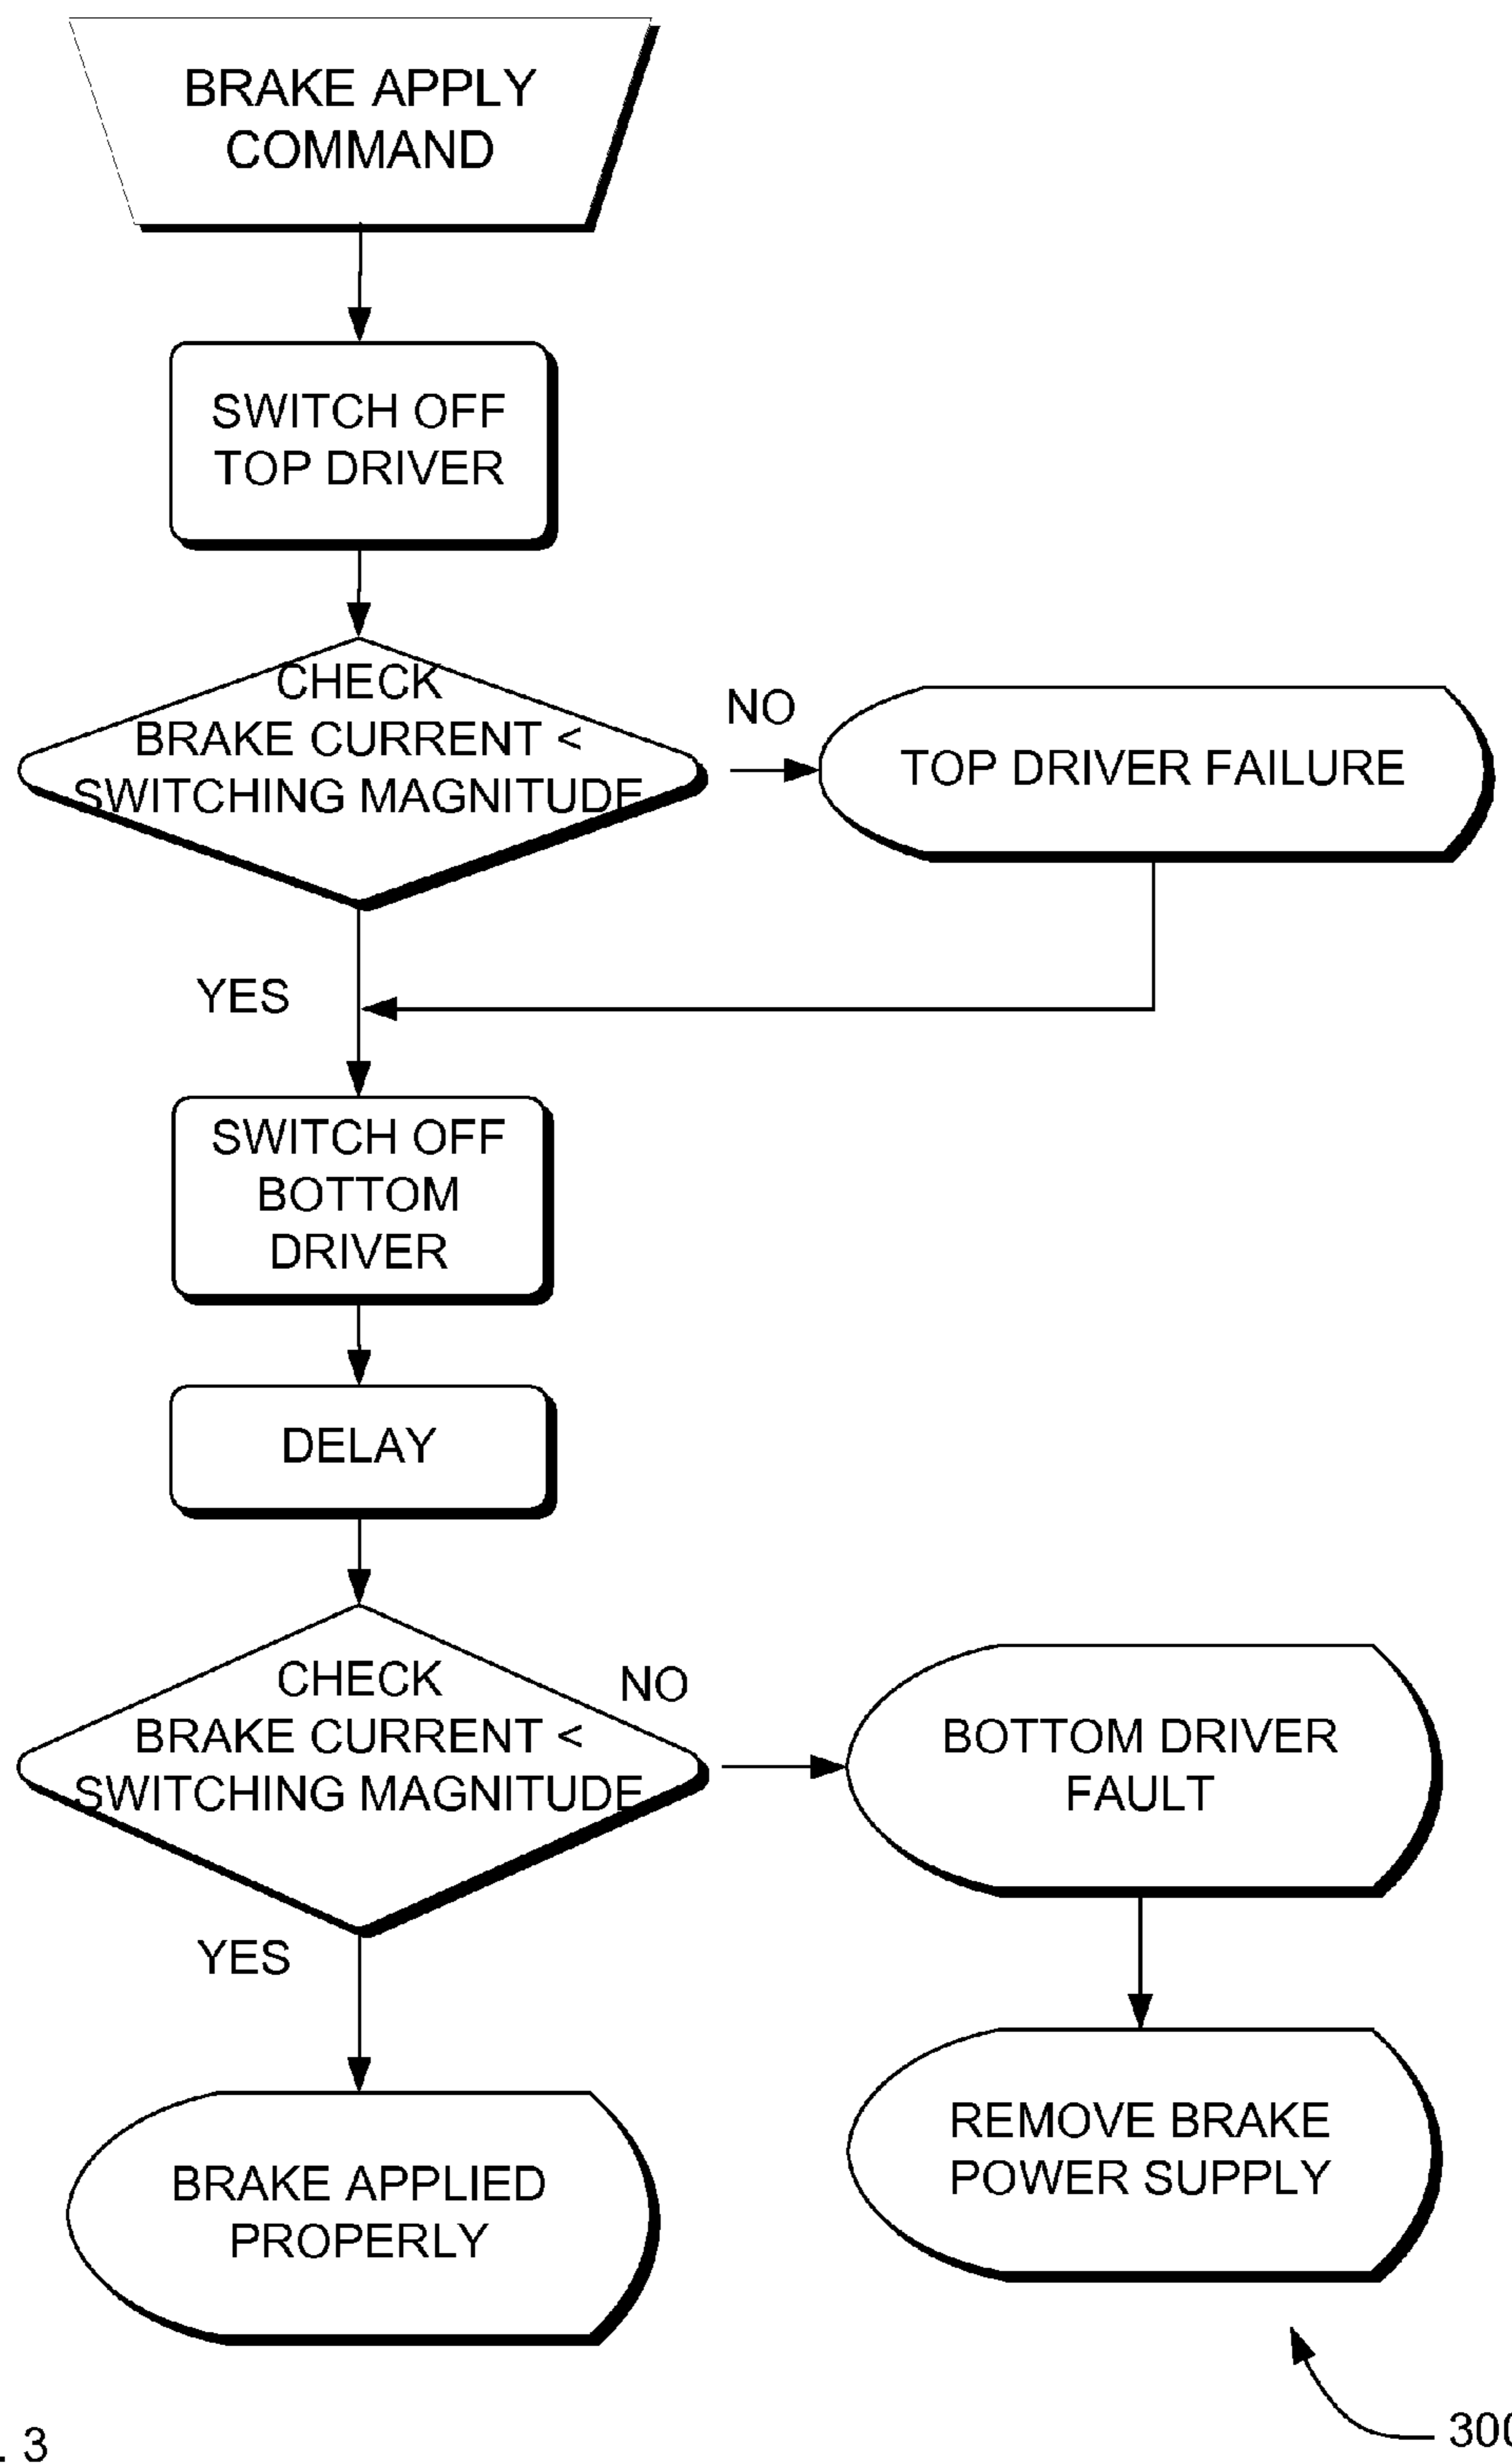 BRAKE APPLY
COMMAND
SWITCH OFF
TOP DRIVER
CHECK
BRAKE CURRENT <
SWITCHING MAGNITUDE
NO
TOP DRIVER FAILURE
YES
SWITCH OFF
BOTTOM
DRIVER
DELAY
CHECK
BRAKE CURRENT <
SWITCHING MAGNITUDE
NO
BOTTOM DRIVER
FAULT
YES
REMOVE BRAKE
POWER SUPPLY
BRAKE APPLIED
PROPERLY
300
. 3